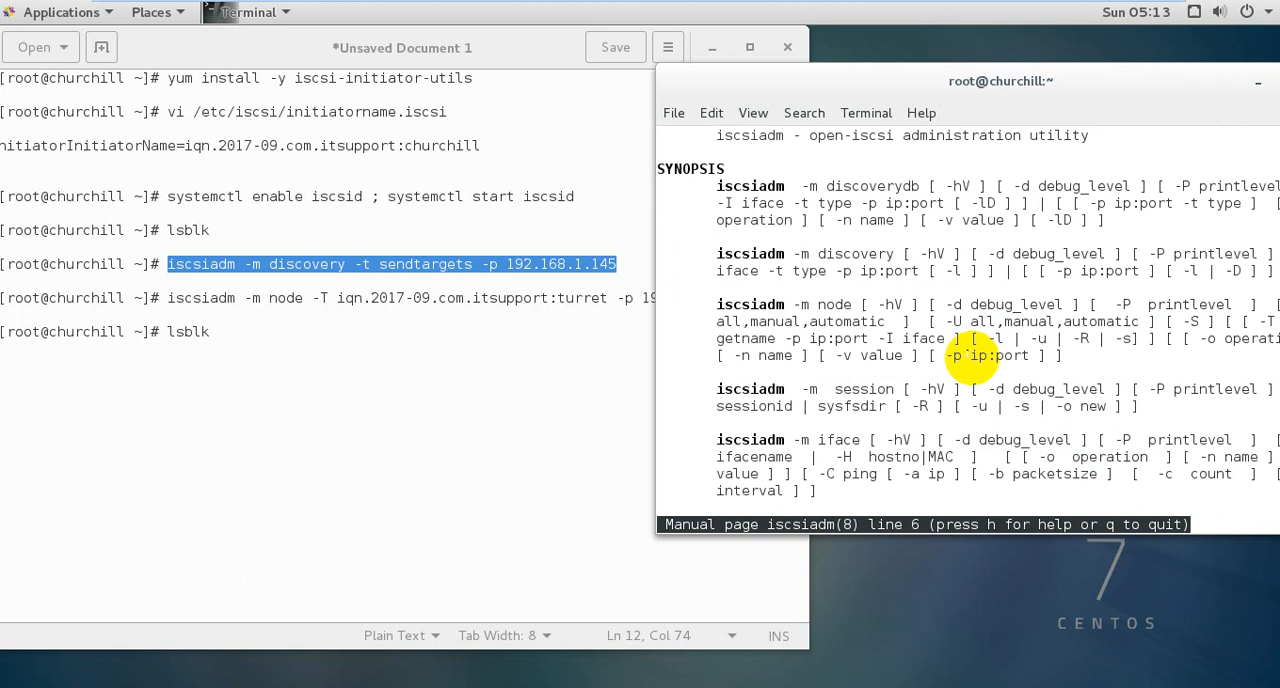 Applications Places Terminal Sun 05:13
Open *Unsaved Document 1 Save
[root@churchill ~]# yum install -y iscsi-initiator-utils
[root@churchill ~]# vi /etc/iscsi/initiatorname.iscsi
nitiatorInitiatorName=iqn.2017-09.com.itsupport:churchill
[root@churchill ~]# systemctl enable iscsid ; systemctl start iscsid
[root@churchill ~]# lsblk
[root@churchill ~]# iscsiadm -m discovery -t sendtargets -p 192.168.1.145
[root@churchill ~]# iscsiadm -m node -T iqn.2017-09.com.itsupport:turret -p 19
[root@churchill ~]# lsblk
Plain Text Tab Width: 8 Ln 12, Col 74 INS
root@churchill:~
File Edit View Search Terminal Help
iscsiadm - open-iscsi administration utility
SYNOPSIS
iscsiadm -m discoverydb [ -hV ] [ -d debug_level ] [ -P printlevel
-I iface -t type -p ip:port [ -lD ] ] | [ [ -p ip:port -t type ] [
operation ] [ -n name ] [ -v value ] [ -lD ] ]
iscsiadm -m discovery [ -hV ] [ -d debug_level ] [ -P printlevel ]
iface -t type -p ip:port [ -l ] ] | [ [ -p ip:port ] [ -l | -D ] ]
iscsiadm -m node [ -hV ] [ -d debug_level ] [ -P printlevel ] [
all,manual,automatic ] [ -U all,manual,automatic ] [ -S ] [ [ -T
getname -p ip:port -I iface ] [ -l | -u | -R | -s] ] [ [ -o operati
[ -n name ] [ -v value ] [ -p ip:port ] ]
iscsiadm -m session [ -hV ] [ -d debug_level ] [ -P printlevel ]
sessionid | sysfsdir [ -R ] [ -u | -s | -o new ] ]
iscsiadm -m iface [ -hV ] [ -d debug_level ] [ -P printlevel ] [
ifacename | -H hostno|MAC ] [ [ -o operation ] [ -n name ]
value ] ] [ -C ping [ -a ip ] [ -b packetsize ] [ -c count ] [
interval ] ]
Manual page iscsiadm(8) line 6 (press h for help or q to quit)
7
CENTOS